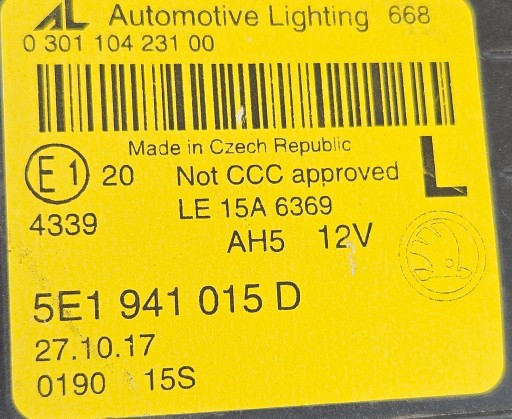 AL Automotive Lighting 668
0 301 104 231 00
Made in Czech Republic
E1 20 Not CCC approved L
4339 LE 15A 6369
AH5 12V
5E1 941 015 D
27.10.17
0190 15S